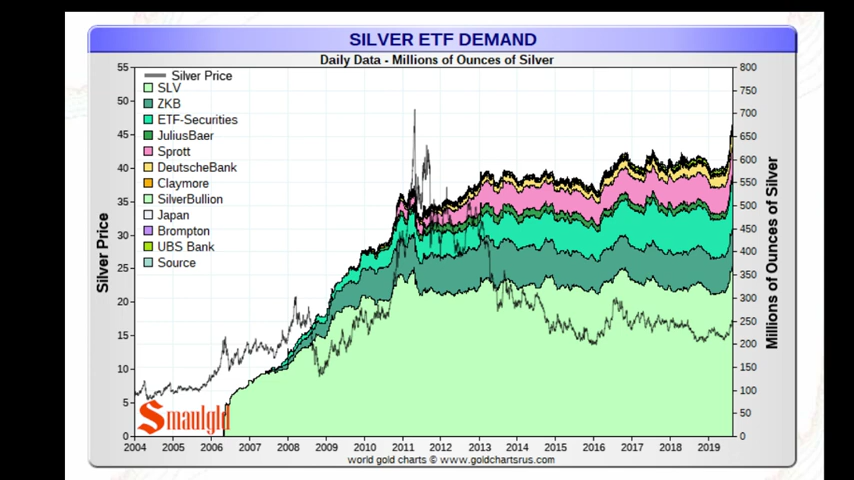 SILVER ETF DEMAND
Daily Data - Millions of Ounces of Silver
Silver Price
SLV
ZKB
ETF-Securities
JuliusBaer
Sprott
DeutscheBank
Claymore
SilverBullion
Japan
Brompton
UBS Bank
Source
55
50
45
40
35
30
25
20
15
10
5
0
Silver Price
800
750
700
650
600
550
500
450
400
350
300
250
200
150
100
50
0
Millions of Ounces of Silver
Smaulgld
2004 2005 2006 2007 2008 2009 2010 2011 2012 2013 2014 2015 2016 2017 2018 2019
world gold charts © www.goldchartsrus.com